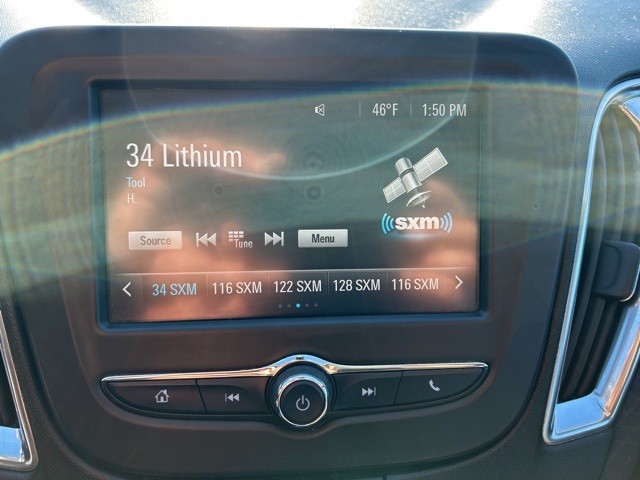 46°F 1:50 PM
34 Lithium
Tool
H.
sxm
Source Tune Menu
34 SXM 116 SXM 122 SXM 128 SXM 116 SXM